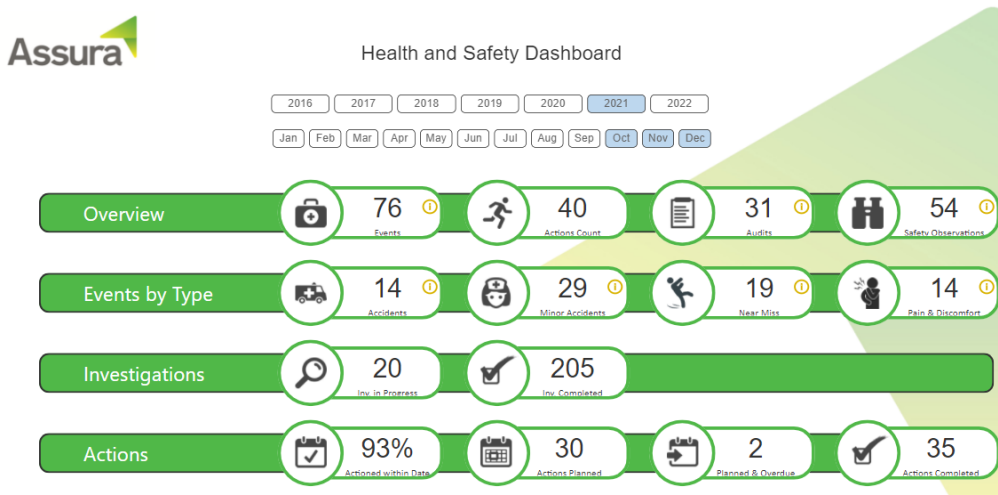 Assura
Health and Safety Dashboard
2016 2017 2018 2019 2020 2021 2022
Jan Feb Mar Apr May Jun Jul Aug Sep Oct Nov Dec
Overview
76
Events
40
Actions Count
31
Audits
54
Safety Observations
Events by Type
14
Accidents
29
Minor Accidents
19
Near Miss
14
Pain & Discomfort
Investigations
20
Inv. in Progress
205
Inv. Completed
Actions
93%
Actioned within Date
30
Actions Planned
2
Planned & Overdue
35
Actions Completed